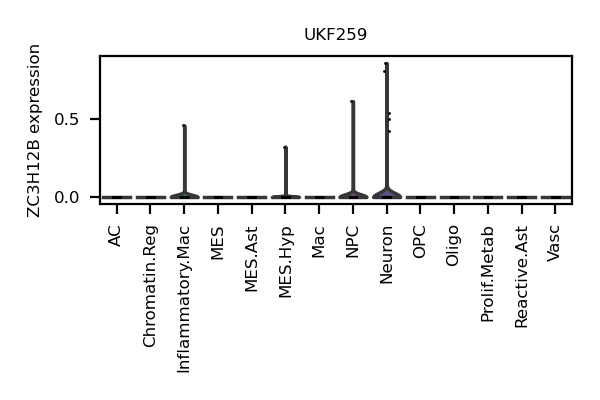 UKF259
ZC3H12B expression
0.5
0.0
AC
Chromatin.Reg
Inflammatory.Mac
MES
MES.Ast
MES.Hyp
Mac
NPC
Neuron
OPC
Oligo
Prolif.Metab
Reactive.Ast
Vasc